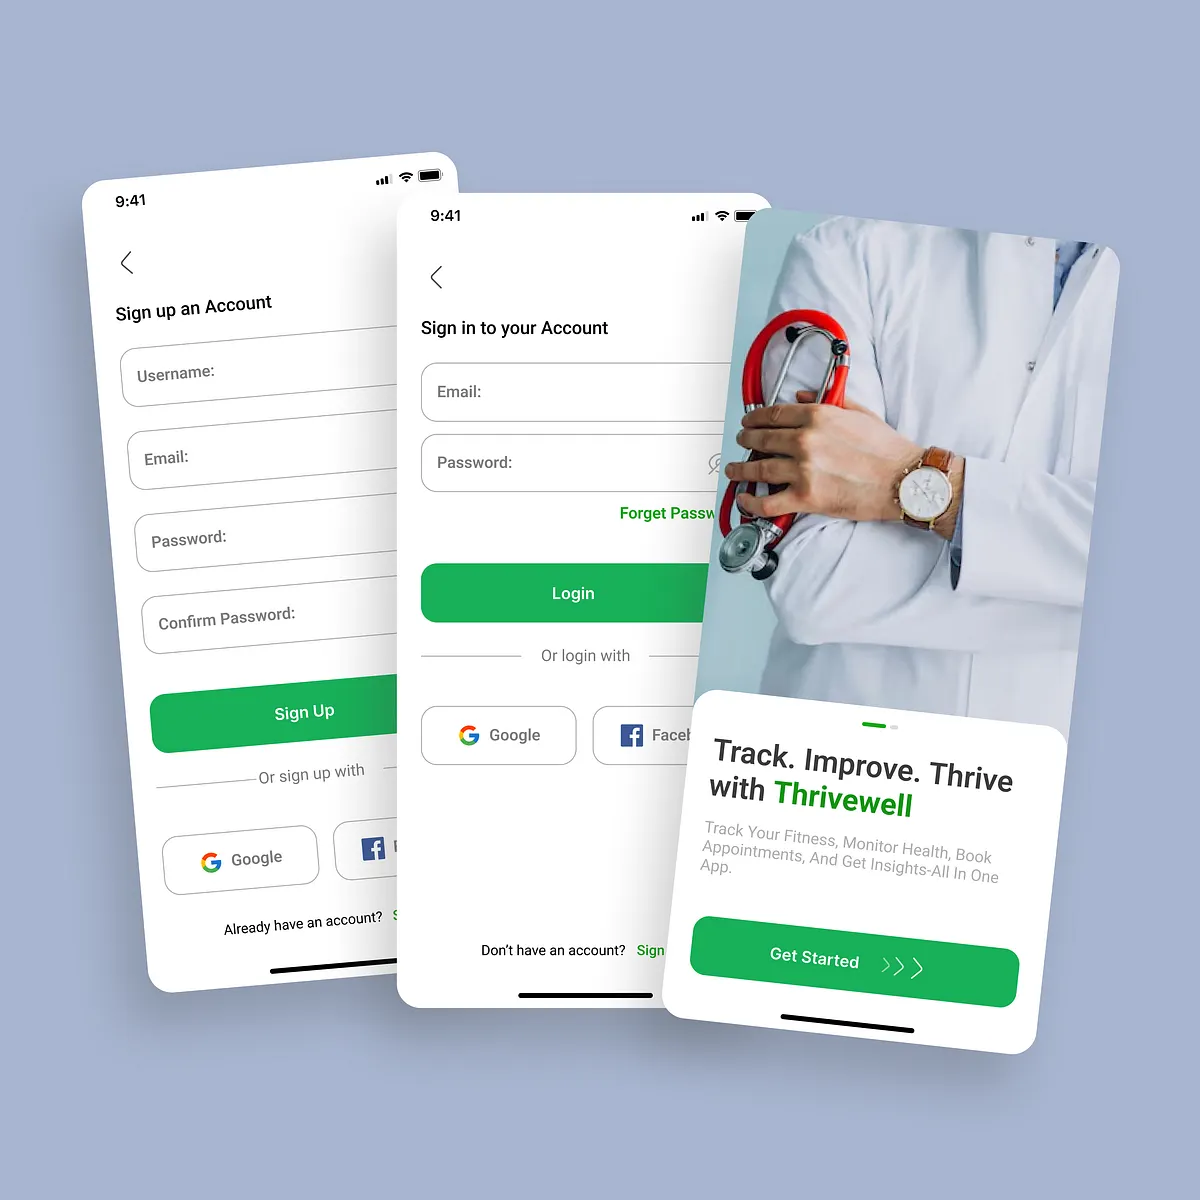 9:41
Sign up an Account
Username:
Email:
Password:
Confirm Password:
Sign Up
Or sign up with
Google
Already have an account?
9:41
Sign in to your Account
Email:
Password:
Forget Passw
Login
Or login with
Google
Faceb
Don't have an account? Sign
Track. Improve. Thrive
with Thrivewell
Track Your Fitness, Monitor Health, Book
Appointments, And Get Insights-All In One
App.
Get Started